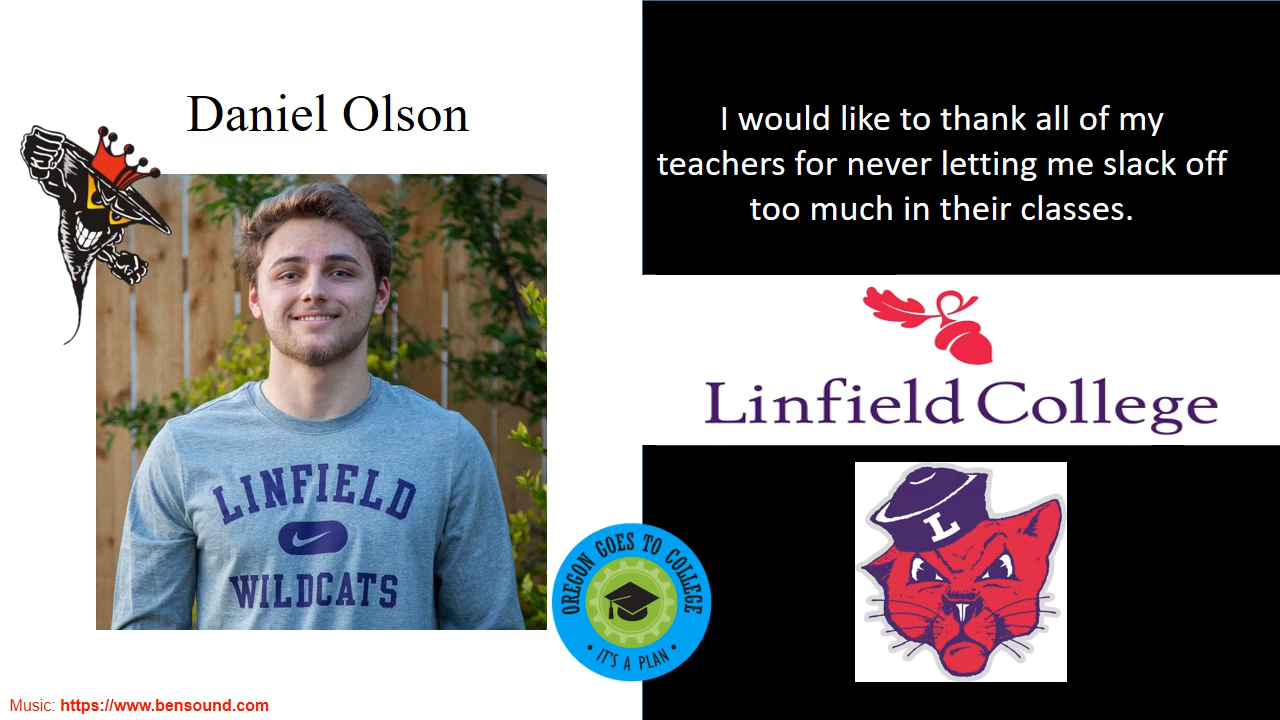 Daniel Olson
I would like to thank all of my
teachers for never letting me slack off
too much in their classes.
Linfield College
LINFIELD
WILDCATS
L
OREGON GOES TO COLLEGE
• IT'S A PLAN •
Music: https://www.bensound.com